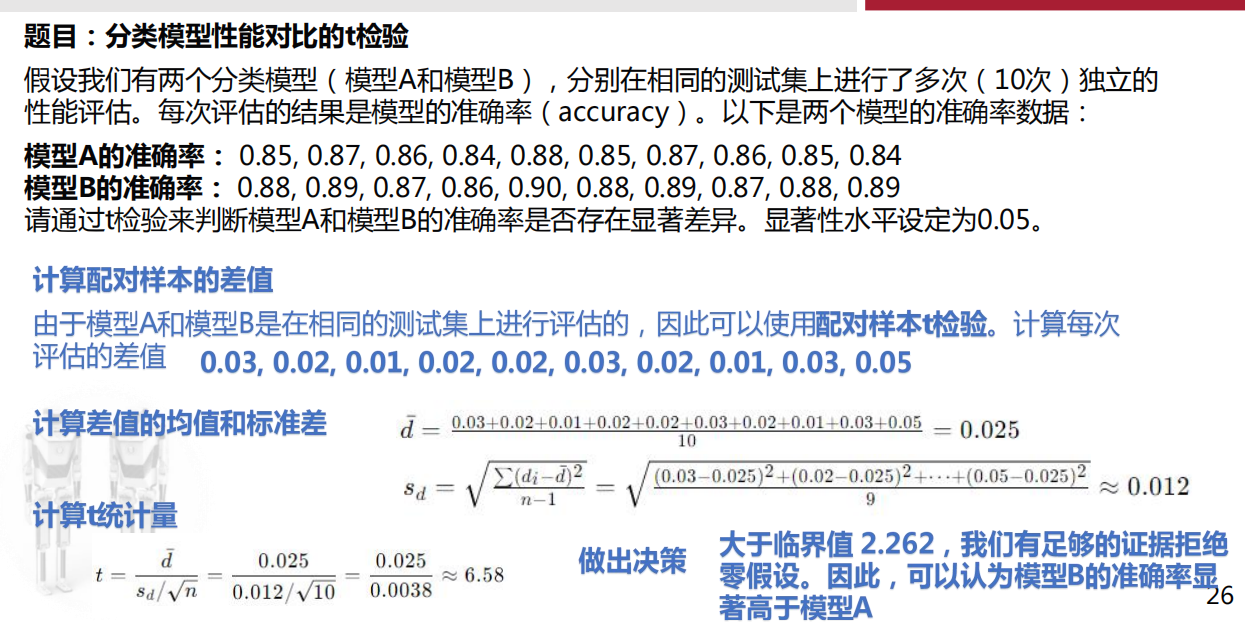 题目：分类模型性能对比的t检验
假设我们有两个分类模型（模型A和模型B），分别在相同的测试集上进行了多次（10次）独立的
性能评估。每次评估的结果是模型的准确率（accuracy）。以下是两个模型的准确率数据：
模型A的准确率： 0.85, 0.87, 0.86, 0.84, 0.88, 0.85, 0.87, 0.86, 0.85, 0.84
模型B的准确率： 0.88, 0.89, 0.87, 0.86, 0.90, 0.88, 0.89, 0.87, 0.88, 0.89
请通过t检验来判断模型A和模型B的准确率是否存在显著差异。显著性水平设定为0.05。
计算配对样本的差值
由于模型A和模型B是在相同的测试集上进行评估的，因此可以使用配对样本t检验。计算每次
评估的差值 0.03, 0.02, 0.01, 0.02, 0.02, 0.03, 0.02, 0.01, 0.03, 0.05
计算差值的均值和标准差
d̄ = (0.03+0.02+0.01+0.02+0.02+0.03+0.02+0.01+0.03+0.05)/10 = 0.025
s_d = √(∑(d_i−d̄)²/(n−1)) = √(((0.03−0.025)²+(0.02−0.025)²+⋯+(0.05−0.025)²)/9) ≈ 0.012
计算t统计量
t = d̄/(s_d/√n) = 0.025/(0.012/√10) = 0.025/0.0038 ≈ 6.58
做出决策
大于临界值 2.262，我们有足够的证据拒绝
零假设。因此，可以认为模型B的准确率显
著高于模型A
26